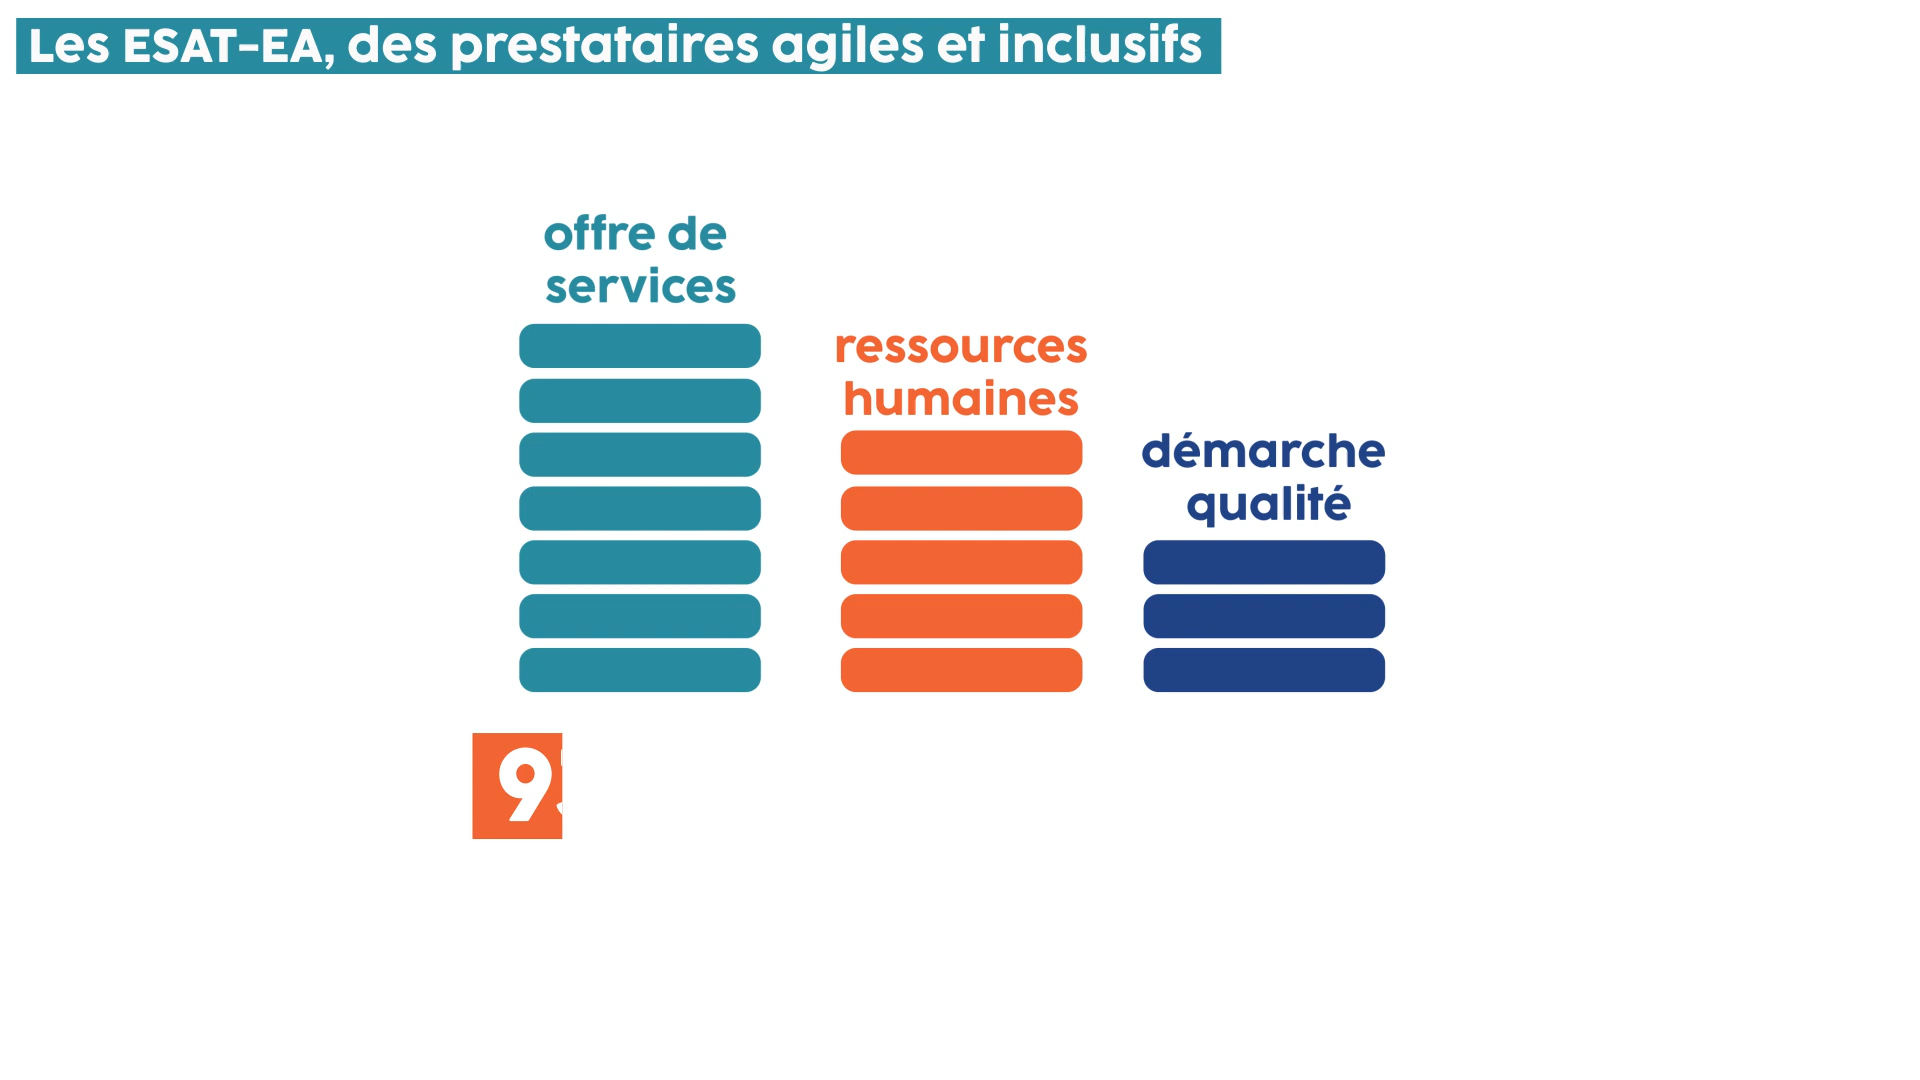 Les ESAT-EA, des prestataires agiles et inclusifs
offre de
services
ressources
humaines
démarche
qualité
9